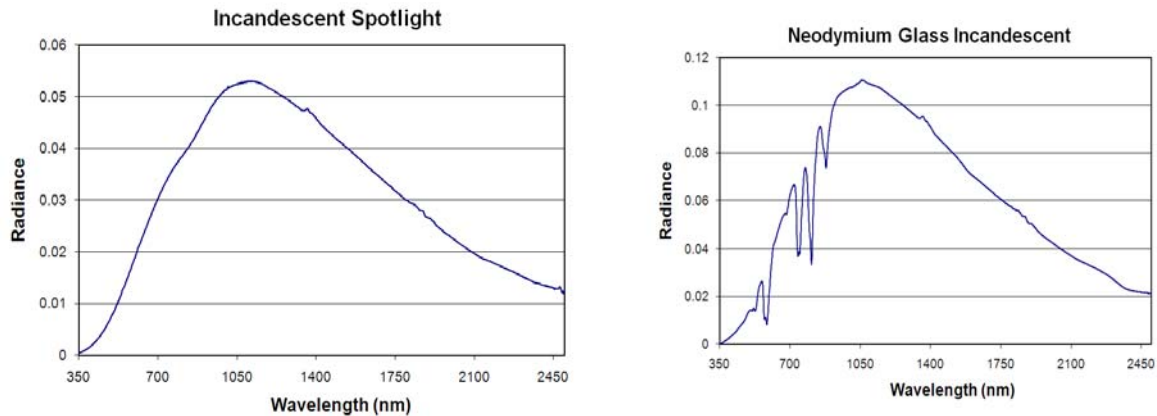 Incandescent Spotlight
0.06
0.05
0.04
0.03
0.02
0.01
0
Radiance
350 700 1050 1400 1750 2100 2450
Wavelength (nm)
Neodymium Glass Incandescent
0.12
0.1
0.08
0.06
0.04
0.02
0
Radiance
350 700 1050 1400 1750 2100 2450
Wavelength (nm)